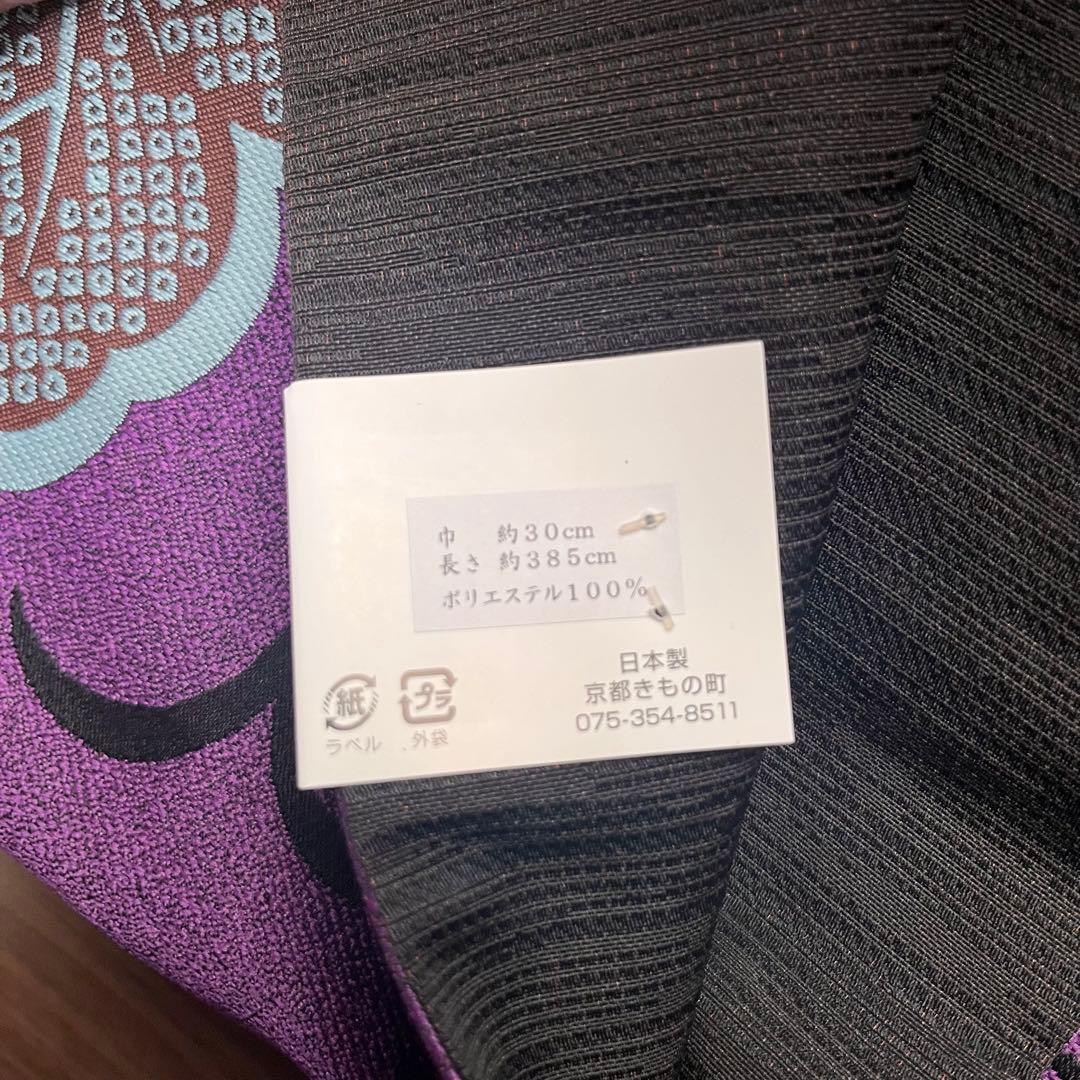 巾 約30cm
長さ 約385cm
ポリエステル100%
日本製
京都きもの町
075-354-8511
紙 プラ
ラベル 外袋